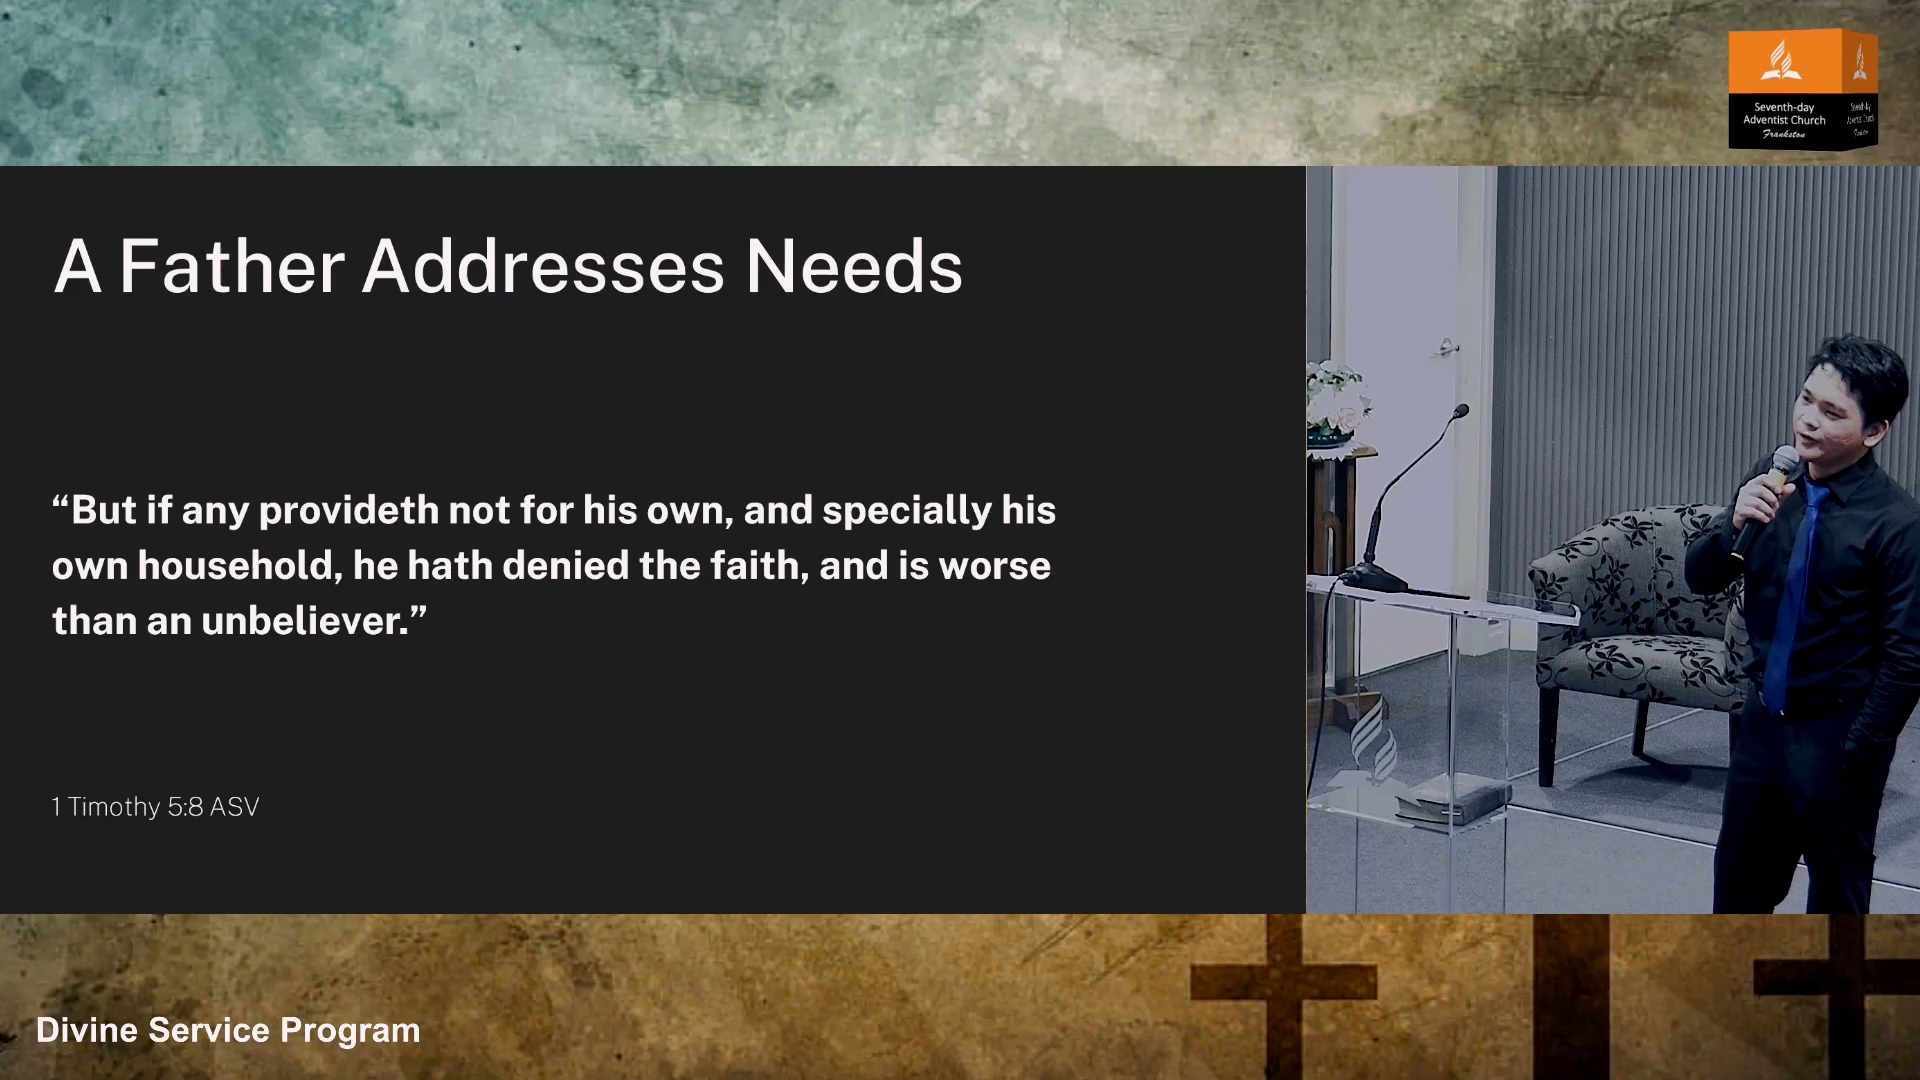 Seventh-day
Adventist Church
Frankston
A Father Addresses Needs
“But if any provideth not for his own, and specially his
own household, he hath denied the faith, and is worse
than an unbeliever.”
1 Timothy 5:8 ASV
Divine Service Program